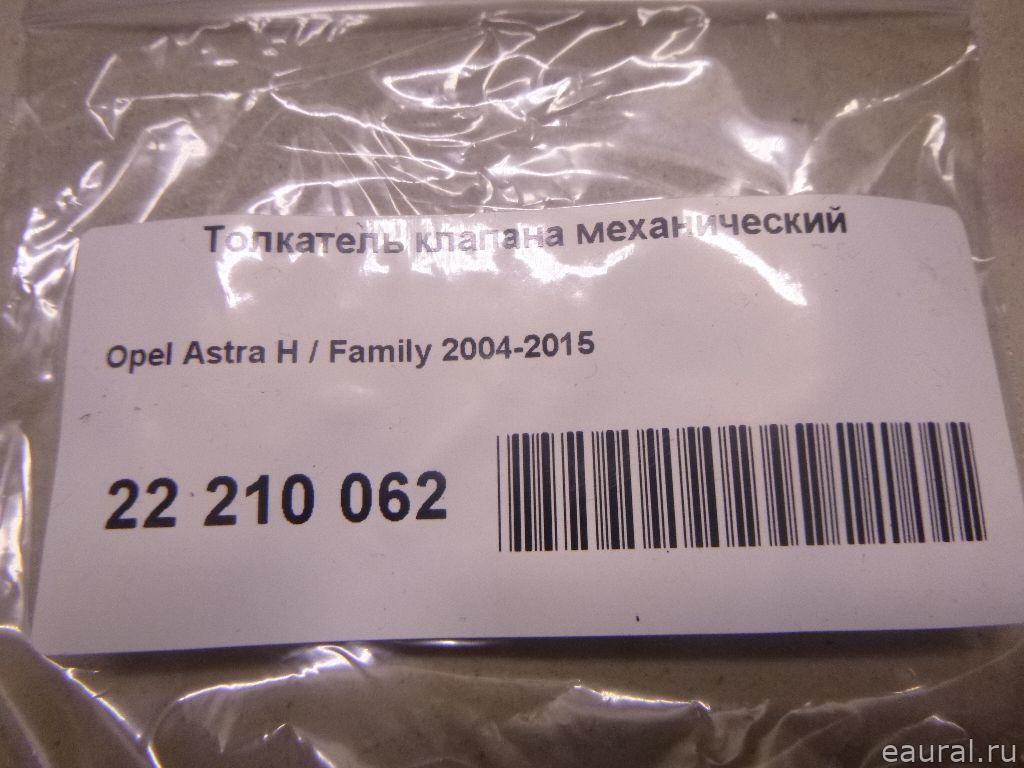 Толкатель клапана механический
Opel Astra H / Family 2004-2015
22 210 062
eaural.ru